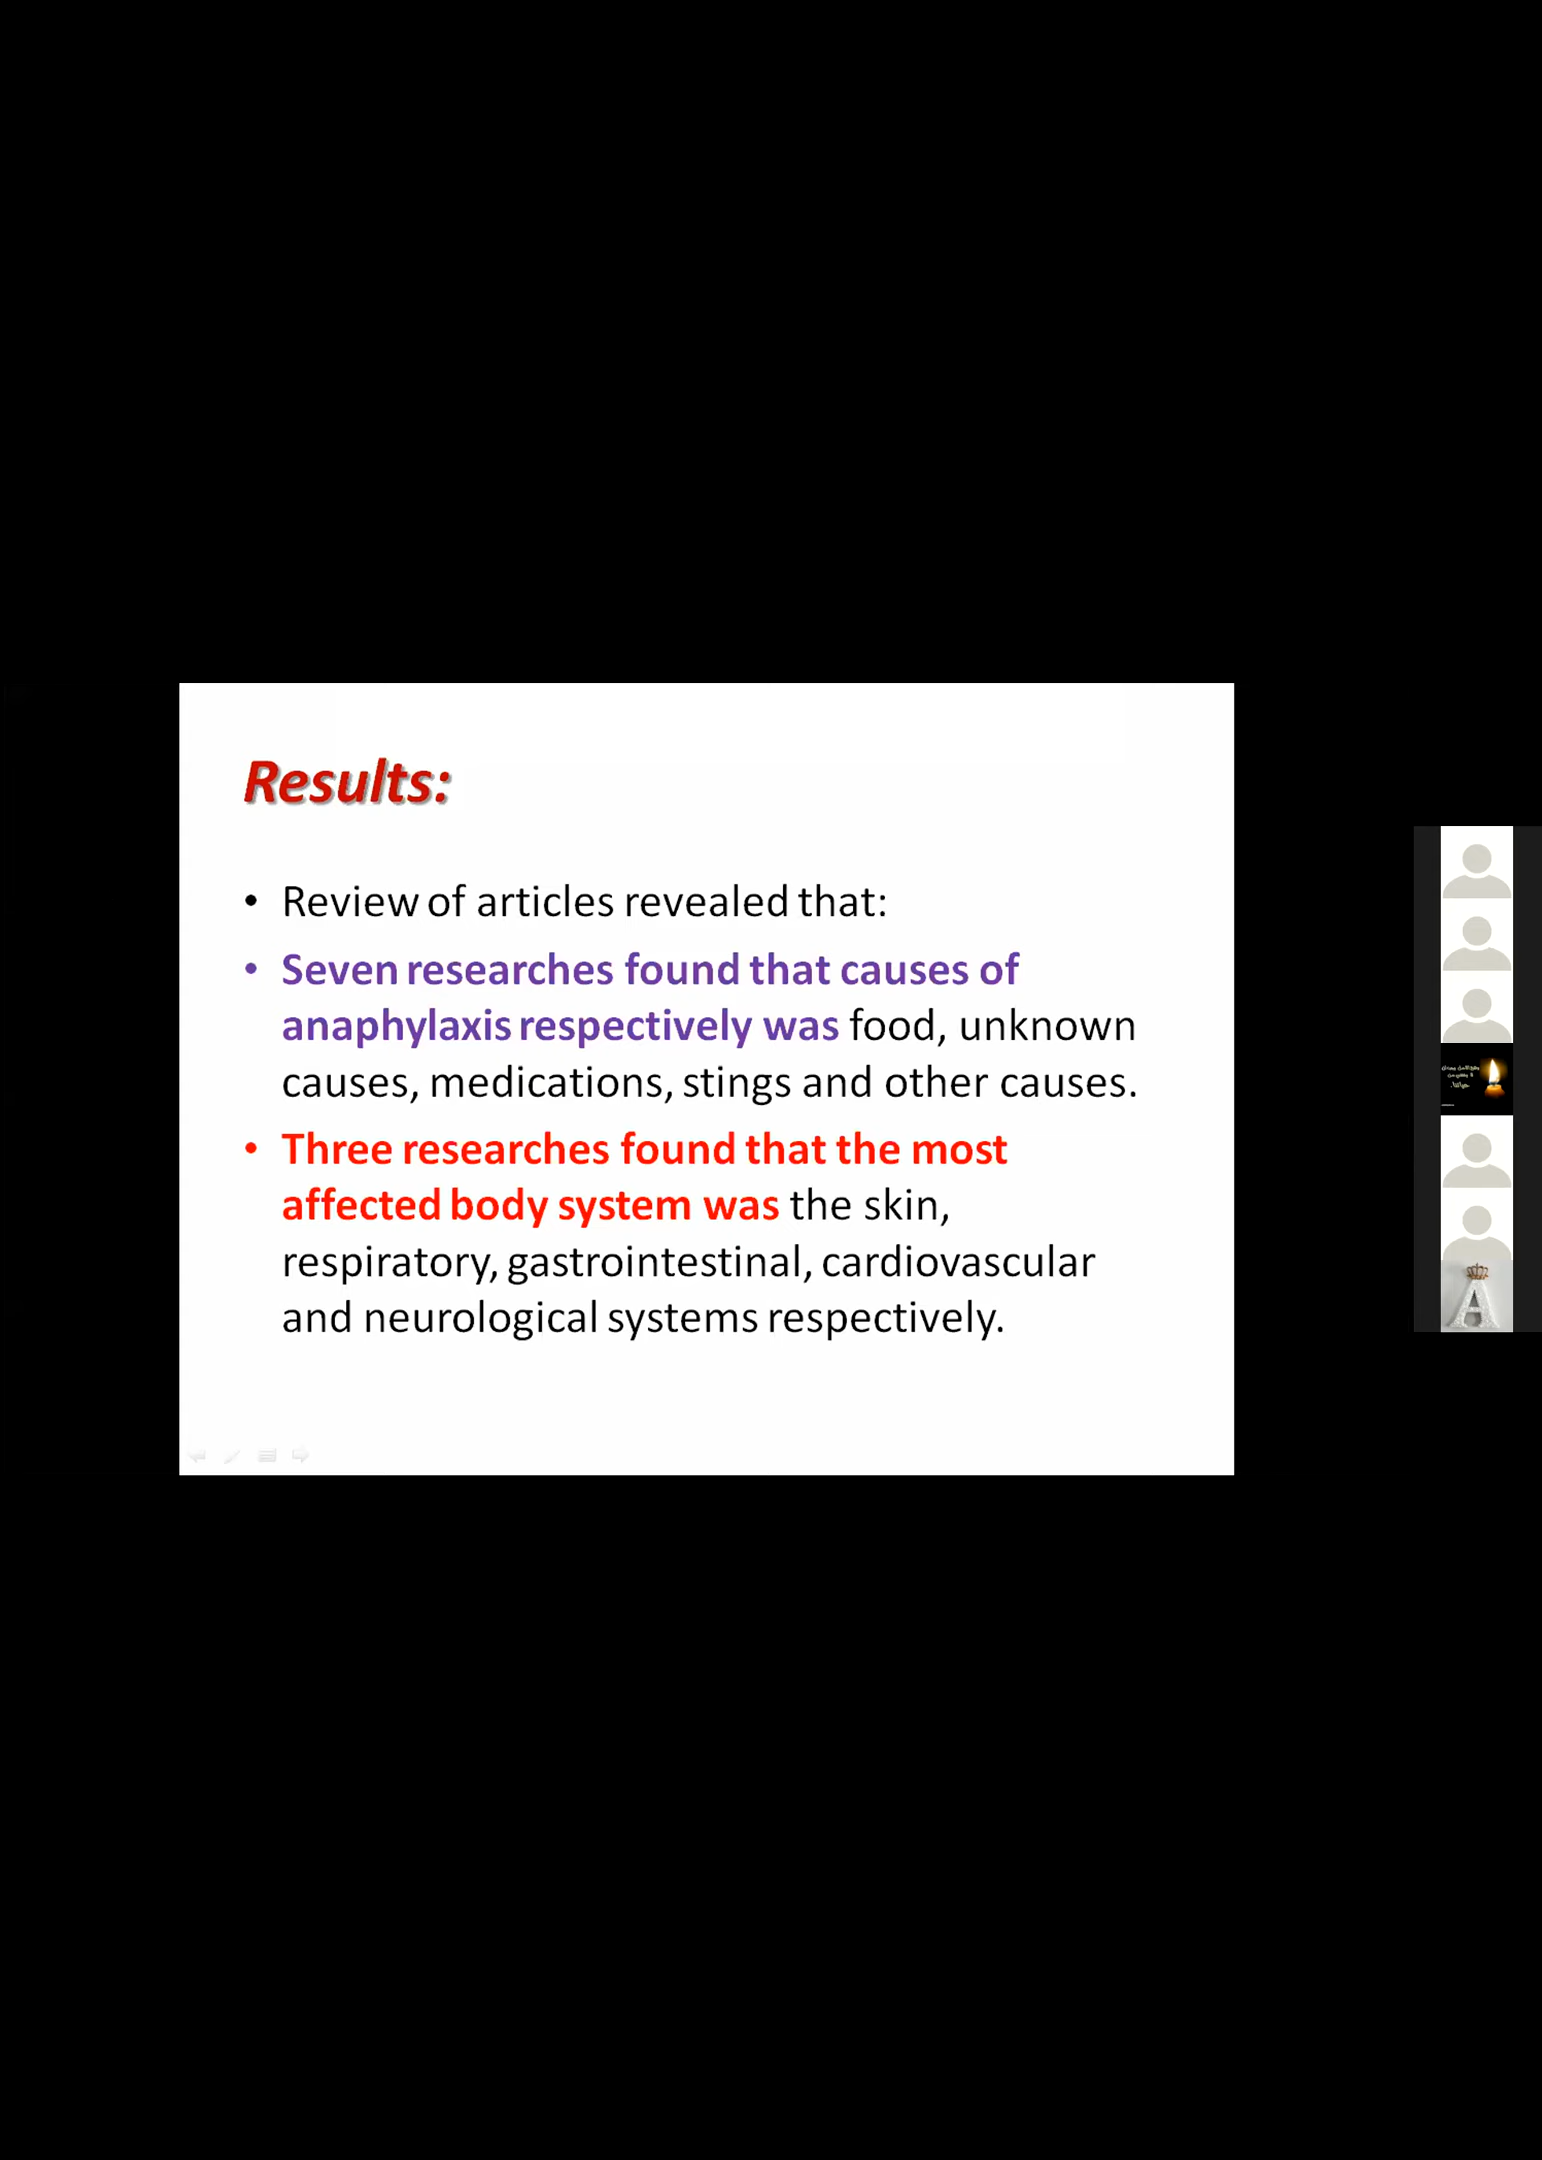 Results:
• Review of articles revealed that:
• Seven researches found that causes of
anaphylaxis respectively was food, unknown
causes, medications, stings and other causes.
• Three researches found that the most
affected body system was the skin,
respiratory, gastrointestinal, cardiovascular
and neurological systems respectively.
A